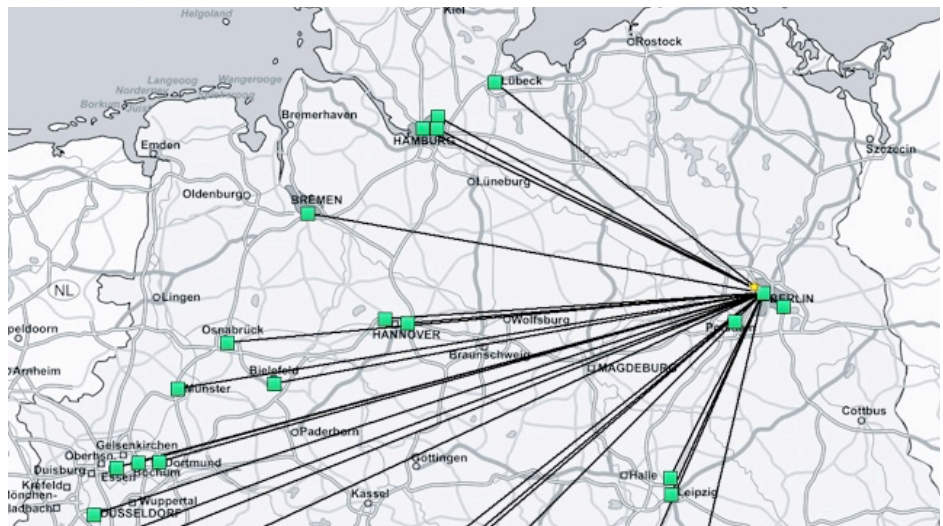 Helgoland
Kiel
Rostock
Langeoog
Wangerooge
Norderney
Borkum
Lübeck
Bremerhaven
HAMBURG
Emden
Szczecin
Lüneburg
Oldenburg
BREMEN
NL
Lingen
BERLIN
Osnabrück
HANNOVER
Wolfsburg
peldoorn
Braunschweig
Arnheim
Bielefeld
MAGDEBURG
Münster
Cottbus
Paderborn
Gelsenkirchen
Oberhsn.
Dortmund
Göttingen
Duisburg
Essen
Bochum
Halle
Krefeld
Leipzig
Mönchen-
Wuppertal
Kassel
ladbach
DÜSSELDORF